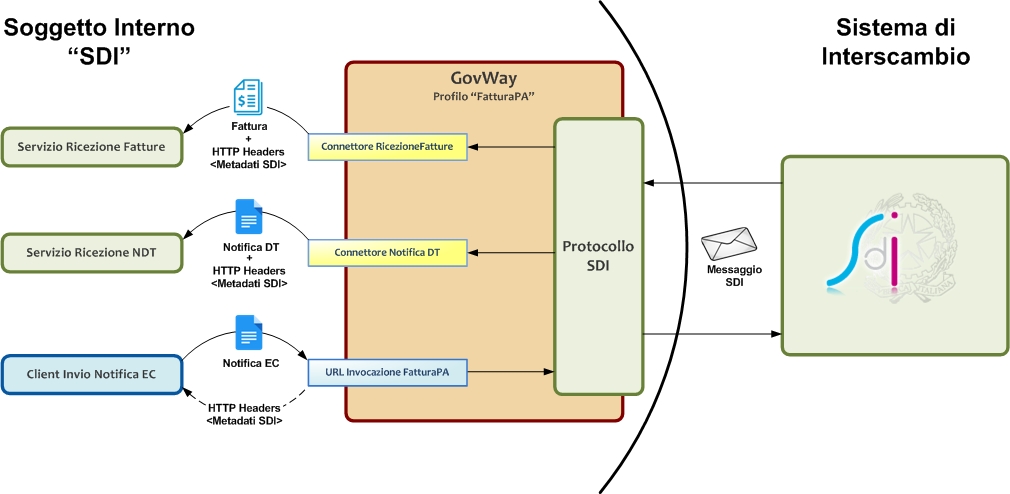 Soggetto Interno
“SDI”
Sistema di
Interscambio
GovWay
Profilo “FatturaPA”
Servizio Ricezione Fatture
Fattura
+
HTTP Headers
<Metadati SDI>
Connettore RicezioneFatture
Servizio Ricezione NDT
Notifica DT
+
HTTP Headers
<Metadati SDI>
Connettore Notifica DT
Protocollo
SDI
Messaggio
SDI
SdI
Client Invio Notifica EC
Notifica EC
URL Invocazione FatturaPA
HTTP Headers
<Metadati SDI>